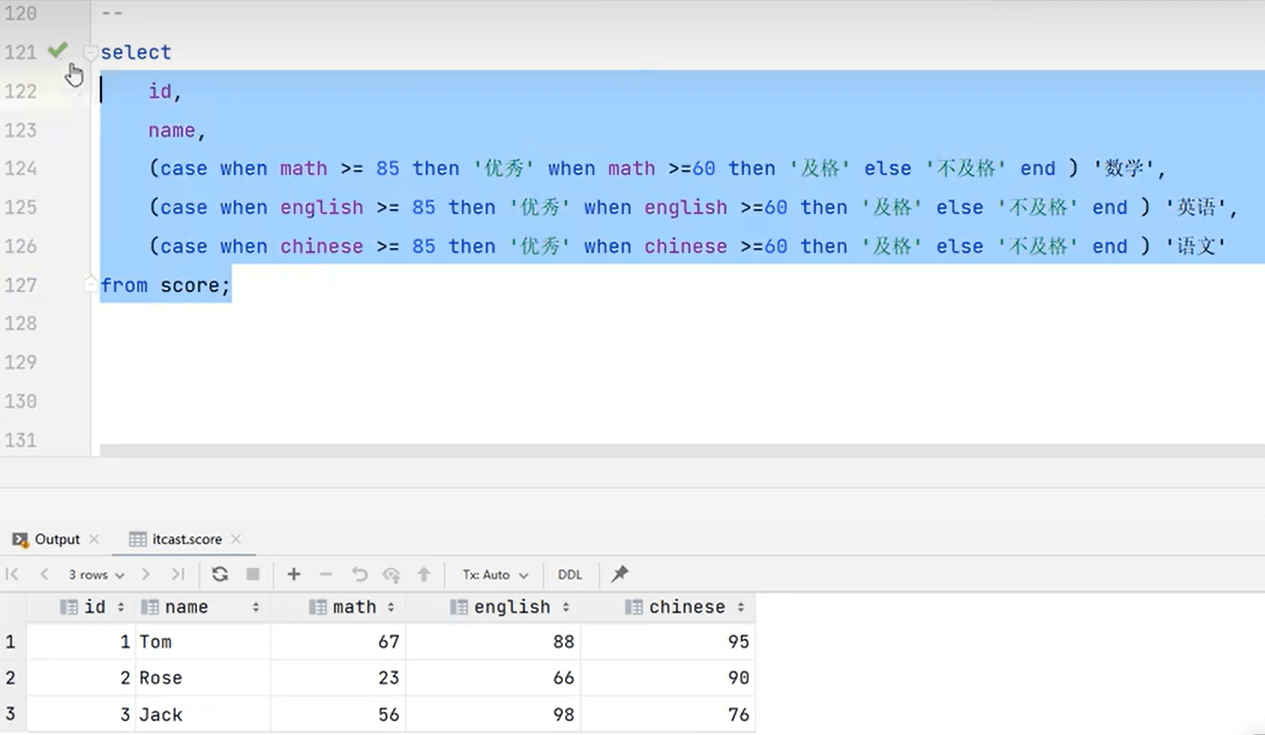 120 --
121 select
122 id,
123 name,
124 (case when math >= 85 then '优秀' when math >=60 then '及格' else '不及格' end ) '数学',
125 (case when english >= 85 then '优秀' when english >=60 then '及格' else '不及格' end ) '英语',
126 (case when chinese >= 85 then '优秀' when chinese >=60 then '及格' else '不及格' end ) '语文'
127 from score;
128
129
130
131
Output itcast.score
3 rows Tx: Auto DDL
id name math english chinese
1 1 Tom 67 88 95
2 2 Rose 23 66 90
3 3 Jack 56 98 76